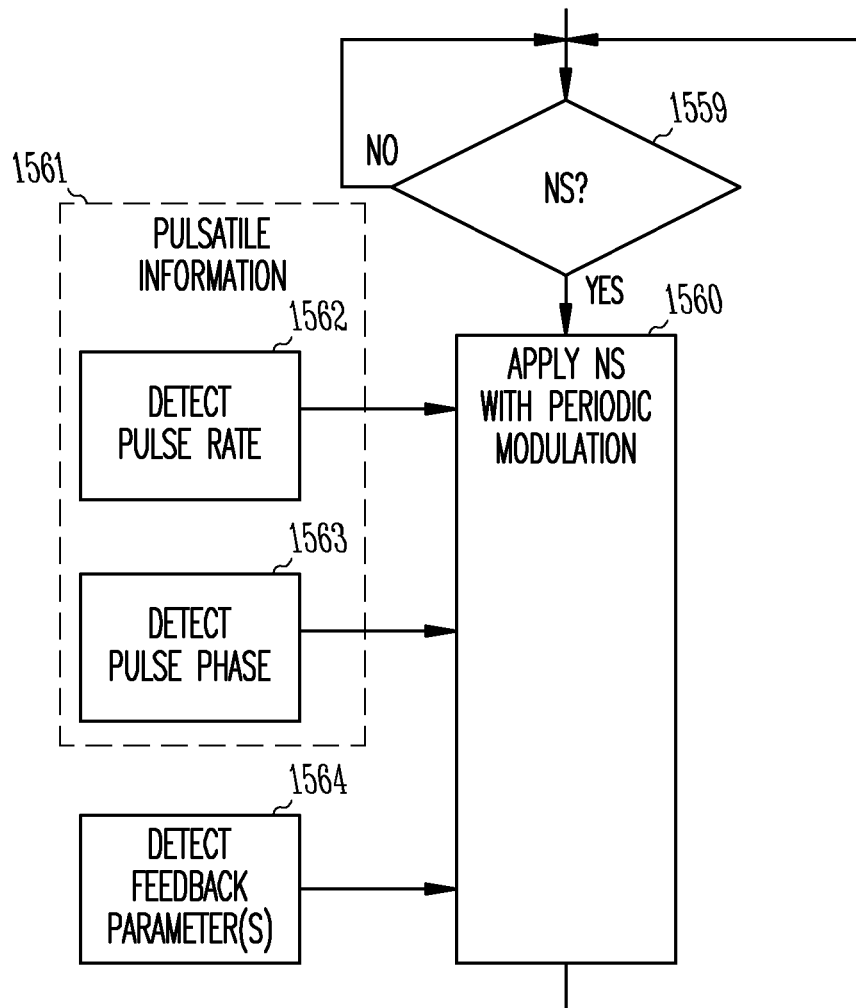 1559
NS?
NO
YES
1561
PULSATILE
INFORMATION
1562
DETECT
PULSE RATE
1563
DETECT
PULSE PHASE
1564
DETECT
FEEDBACK
PARAMETER(S)
1560
APPLY NS
WITH PERIODIC
MODULATION